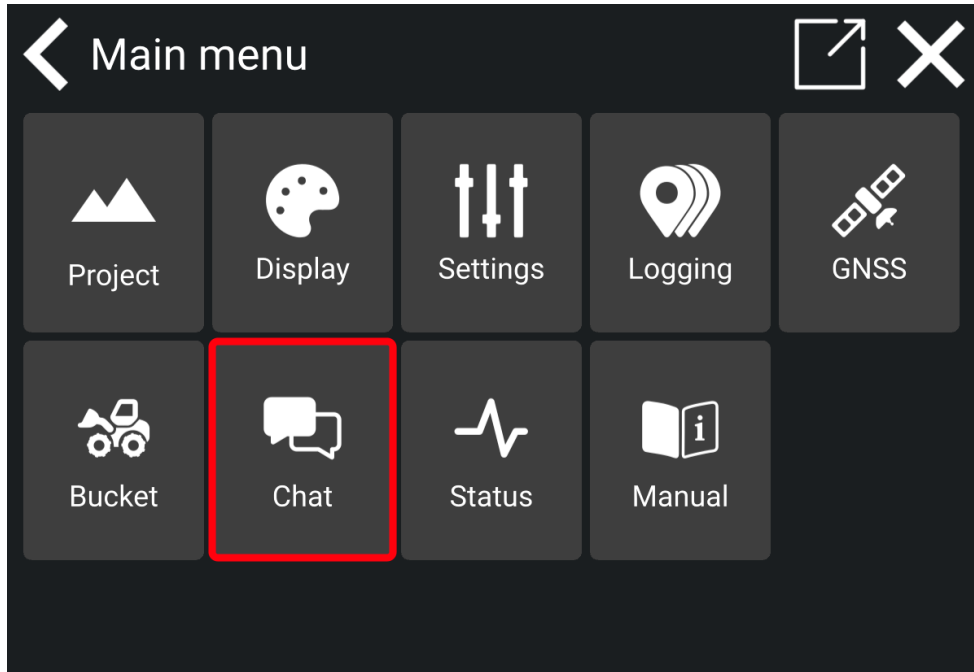 Main menu
Project
Display
Settings
Logging
GNSS
Bucket
Chat
Status
i
Manual